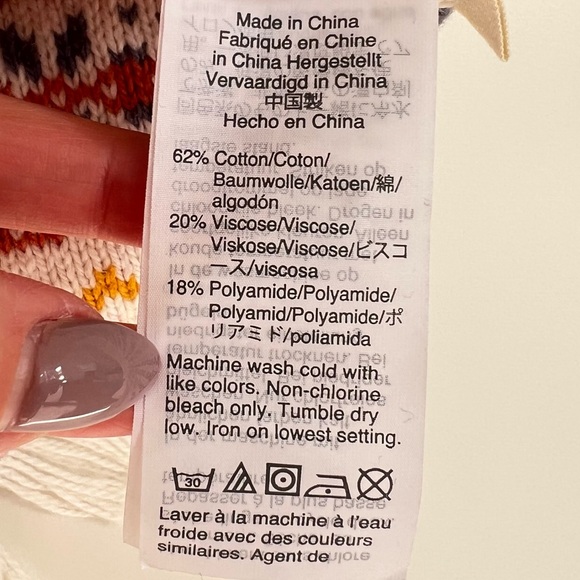 Made in China
Fabriqué en Chine
in China Hergestellt
Vervaardigd in China
中国製
Hecho en China
62% Cotton/Coton/
Baumwolle/Katoen/綿/
algodón
20% Viscose/Viscose/
Viskose/Viscose/ビスコ
ース/viscosa
18% Polyamide/Polyamide/
Polyamid/Polyamide/ポ
リアミド/poliamida
Machine wash cold with
like colors. Non-chlorine
bleach only. Tumble dry
low. Iron on lowest setting.
30
Laver à la machine à l'eau
froide avec des couleurs
similaires. Agent de